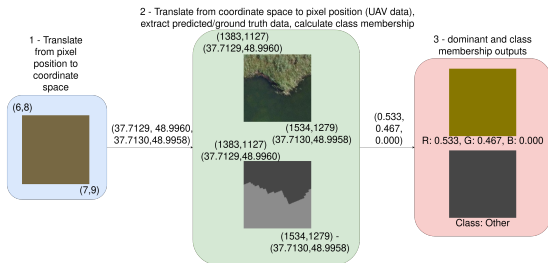 1 - Translate
from pixel
position to
coordinate
space
(6,8)
(7,9)
(37.7129, 48.9960,
37.7130,48.9958)
2 - Translate from coordinate space to pixel position (UAV data),
extract predicted/ground truth data, calculate class membership
(1383,1127)
(37.7129,48.9960)
(1534,1279)
(37.7130,48.9958)
(1383,1127)
(37.7129,48.9960)
(1534,1279) -
(37.7130,48.9958)
(0.533,
0.467,
0.000)
3 - dominant and class
membership outputs
R: 0.533, G: 0.467, B: 0.000
Class: Other